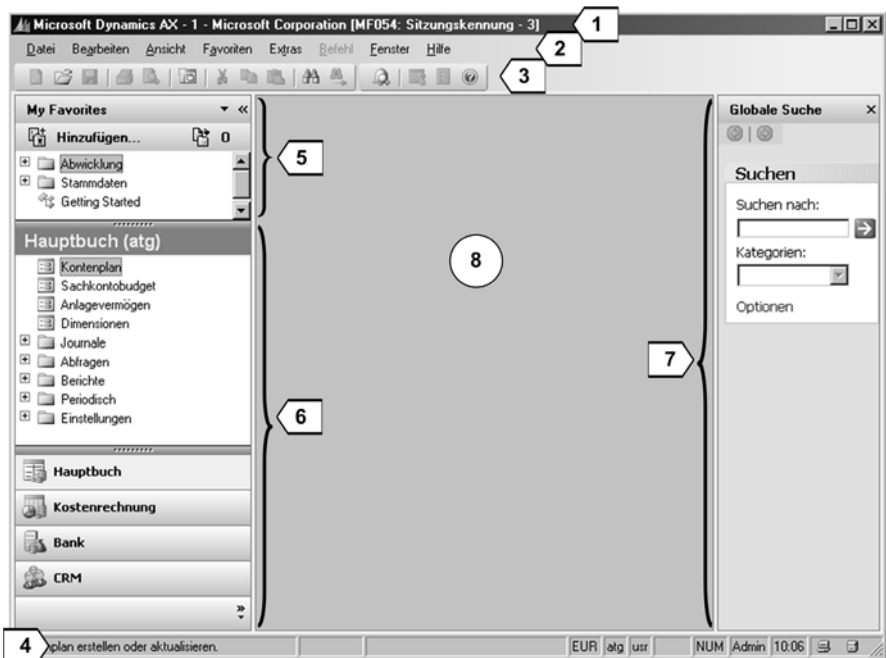 Microsoft Dynamics AX - 1 - Microsoft Corporation [MF054: Sitzungskennung - 3]
1
Datei Bearbeiten Ansicht Favoriten Extras Befehl Fenster Hilfe
2
3
My Favorites
Hinzufügen... 0
Abwicklung
Stammdaten
Getting Started
5
Hauptbuch (atg)
Kontenplan
Sachkontobudget
Anlagevermögen
Dimensionen
Journale
Abfragen
Berichte
Periodisch
Einstellungen
6
Hauptbuch
Kostenrechnung
Bank
CRM
8
7
Globale Suche
Suchen
Suchen nach:
Kategorien:
Optionen
4
plan erstellen oder aktualisieren.
EUR atg usr NUM Admin 10:06